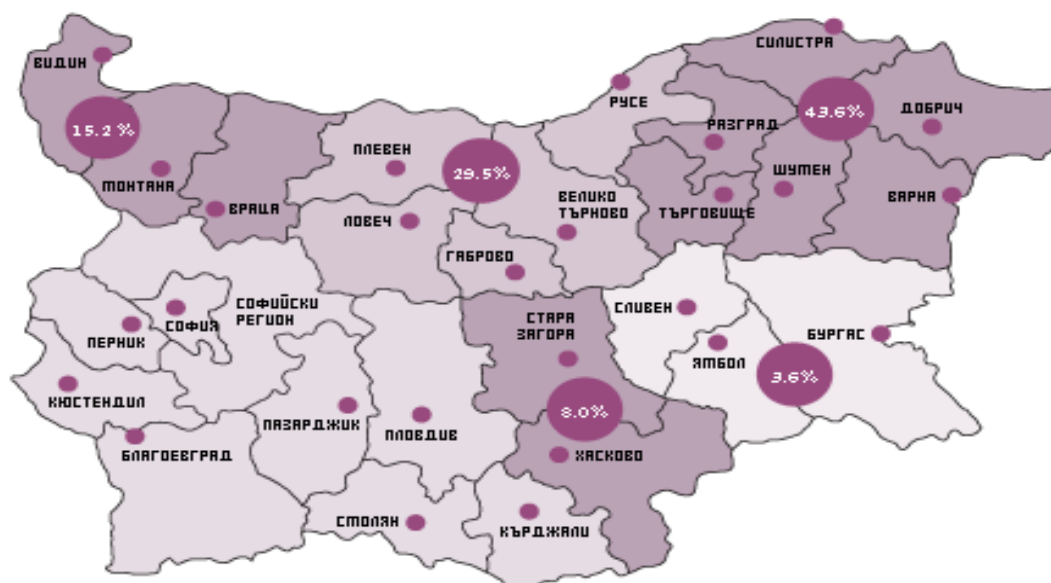 СИЛИСТРА
ВИДИН
РУСЕ
43.6%
ДОБРИЧ
15.2 %
РАЗГРАД
ПЛЕВЕН
29.5%
ШУМЕН
МОНТАНА
ВРАЦА
ВЕЛИКО
ТЪРНОВО
ТЪРГОВИЩЕ
ВАРНА
ЛОВЕЧ
ГАБРОВО
СОФИЙСКИ
РЕГИОН
СОФИЯ
ПЕРНИК
СТАРА
ЗАГОРА
СЛИВЕН
БУРГАС
ЯМБОЛ
3.6%
КЮСТЕНДИЛ
8.0%
ПАЗАРДЖИК
ПЛОВДИВ
БЛАГОЕВГРАД
ХАСКОВО
СТОЛЯН
КЪРДЖАЛИ